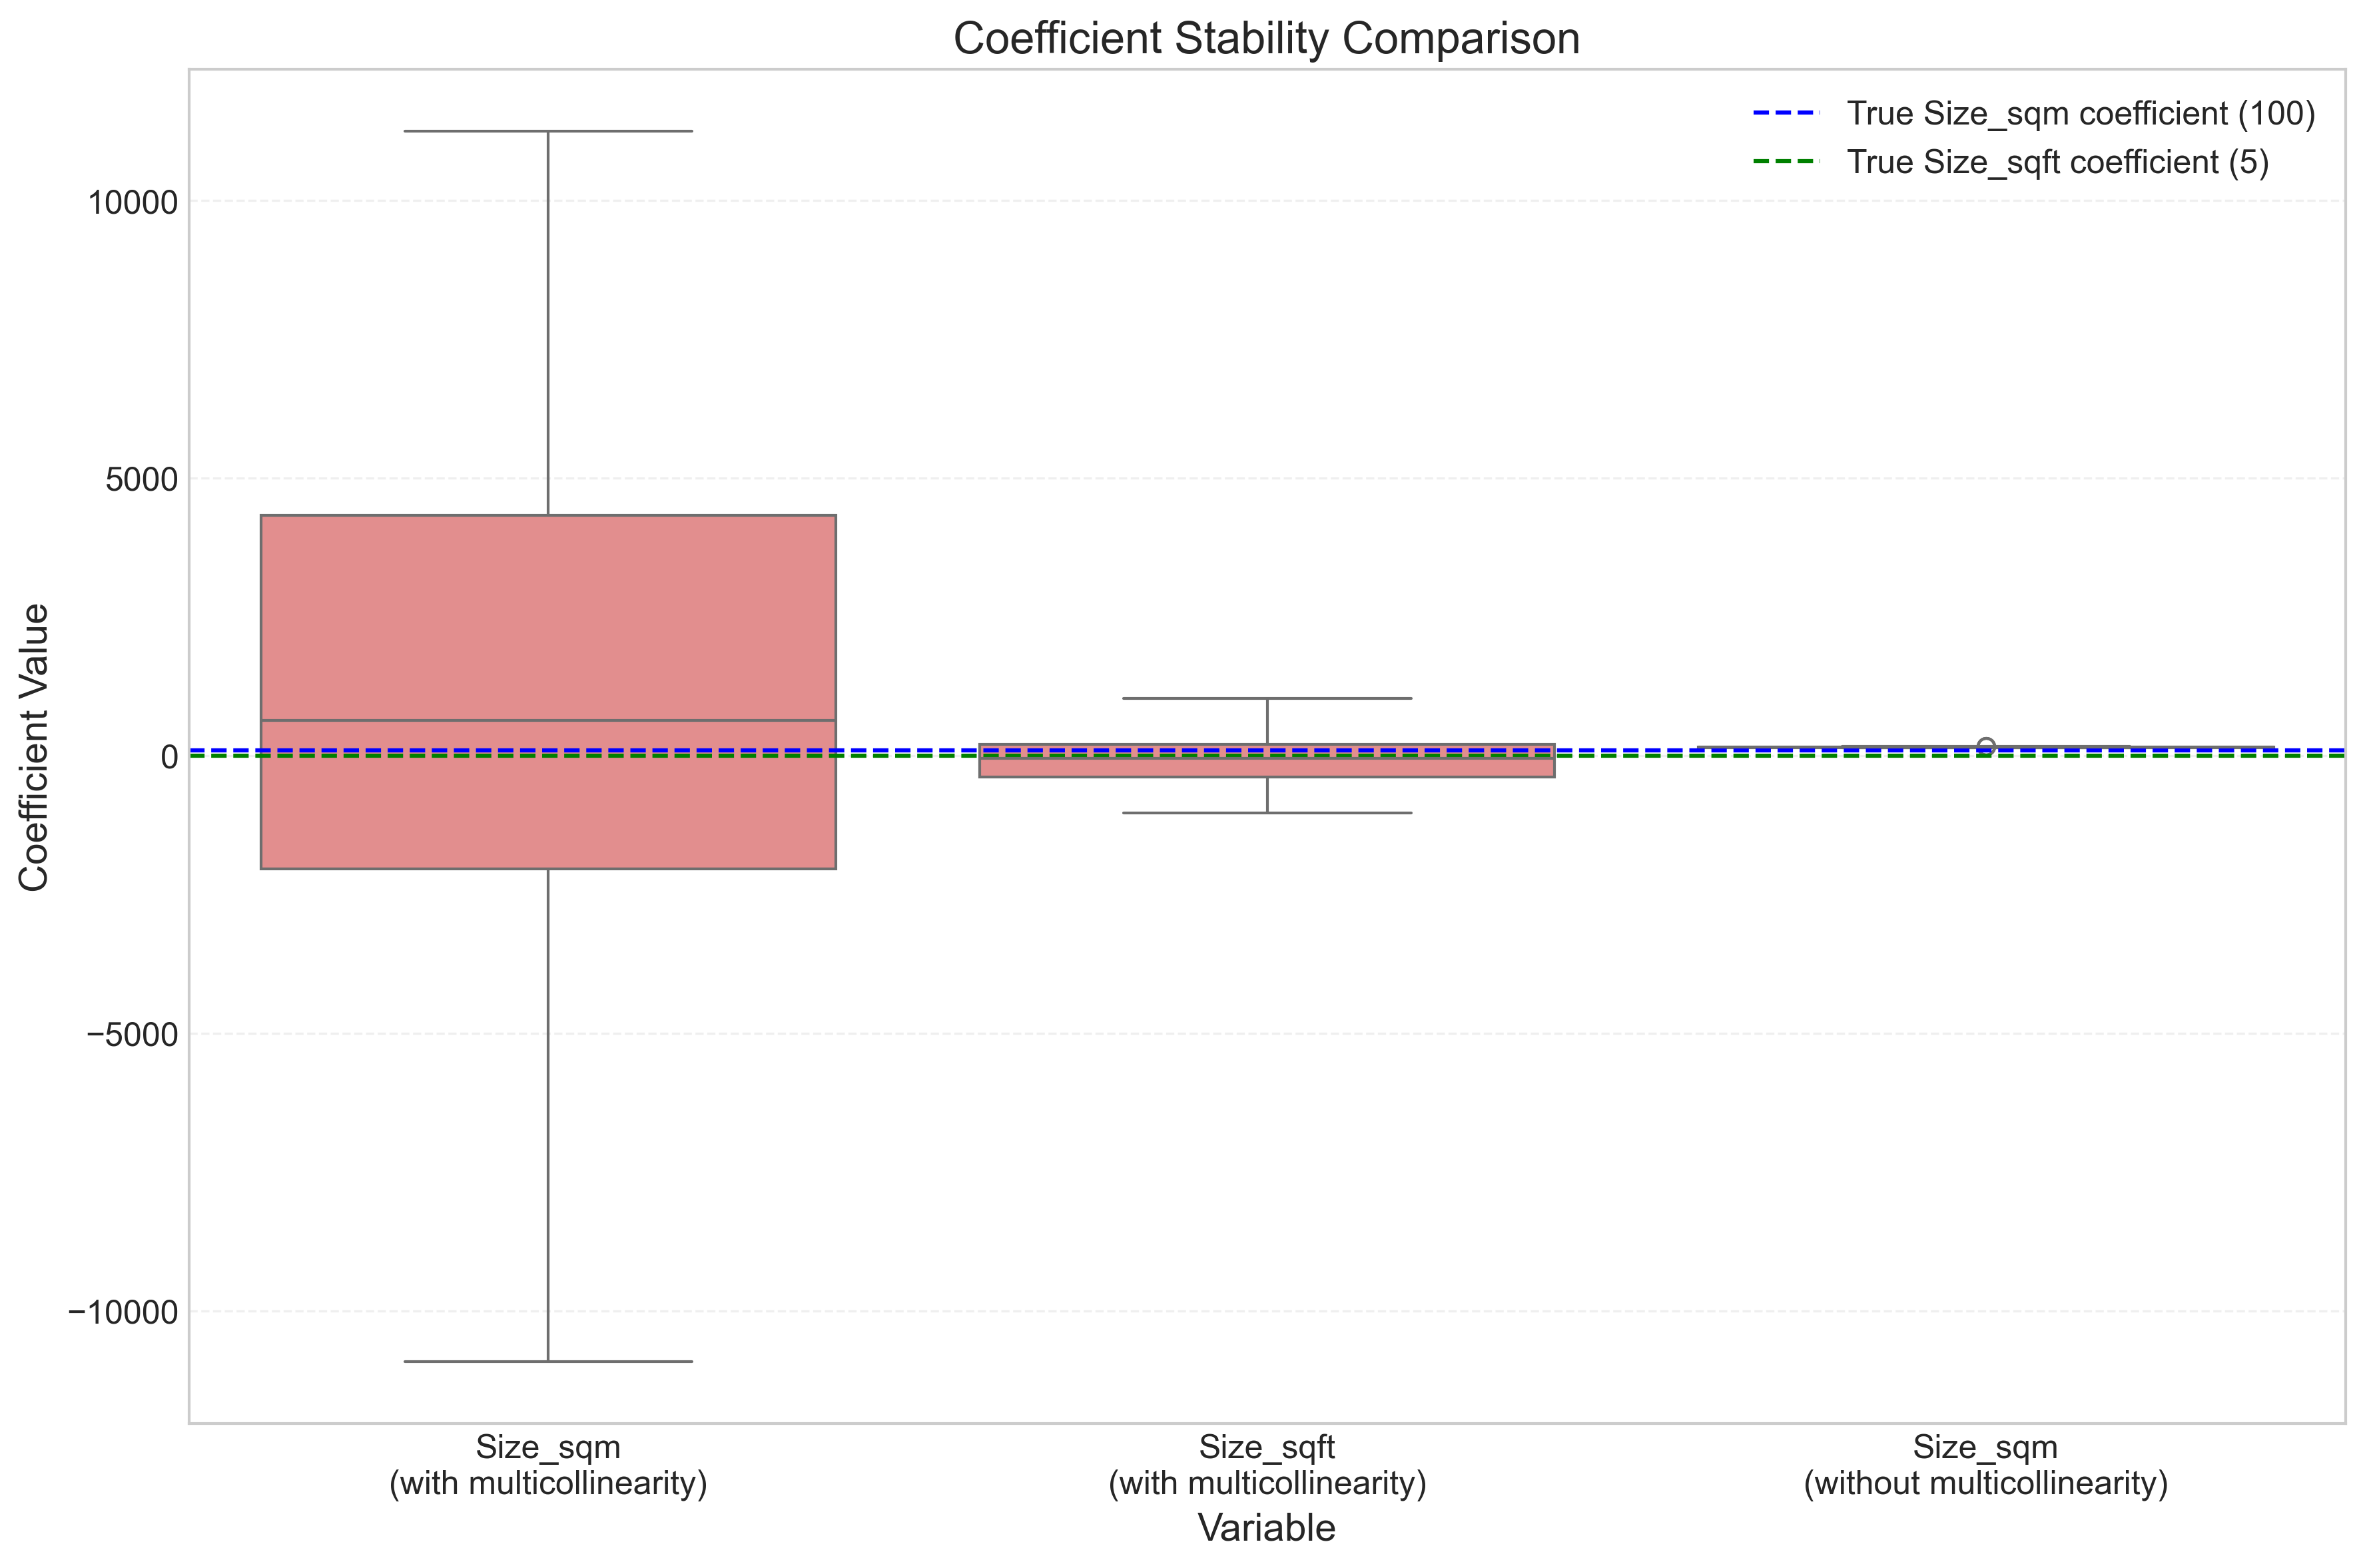 Coefficient Stability Comparison
True Size_sqm coefficient (100)
True Size_sqft coefficient (5)
Coefficient Value
10000
5000
0
−5000
−10000
Size_sqm
(with multicollinearity)
Size_sqft
(with multicollinearity)
Size_sqm
(without multicollinearity)
Variable